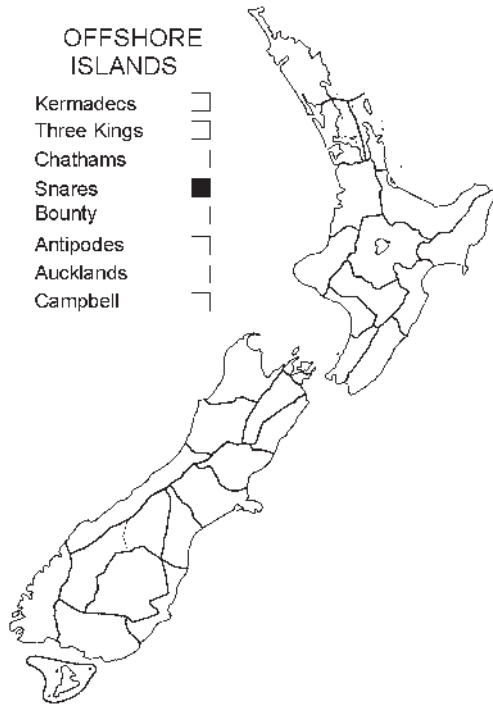 OFFSHORE
ISLANDS
Kermadecs
Three Kings
Chathams
Snares
Bounty
Antipodes
Aucklands
Campbell